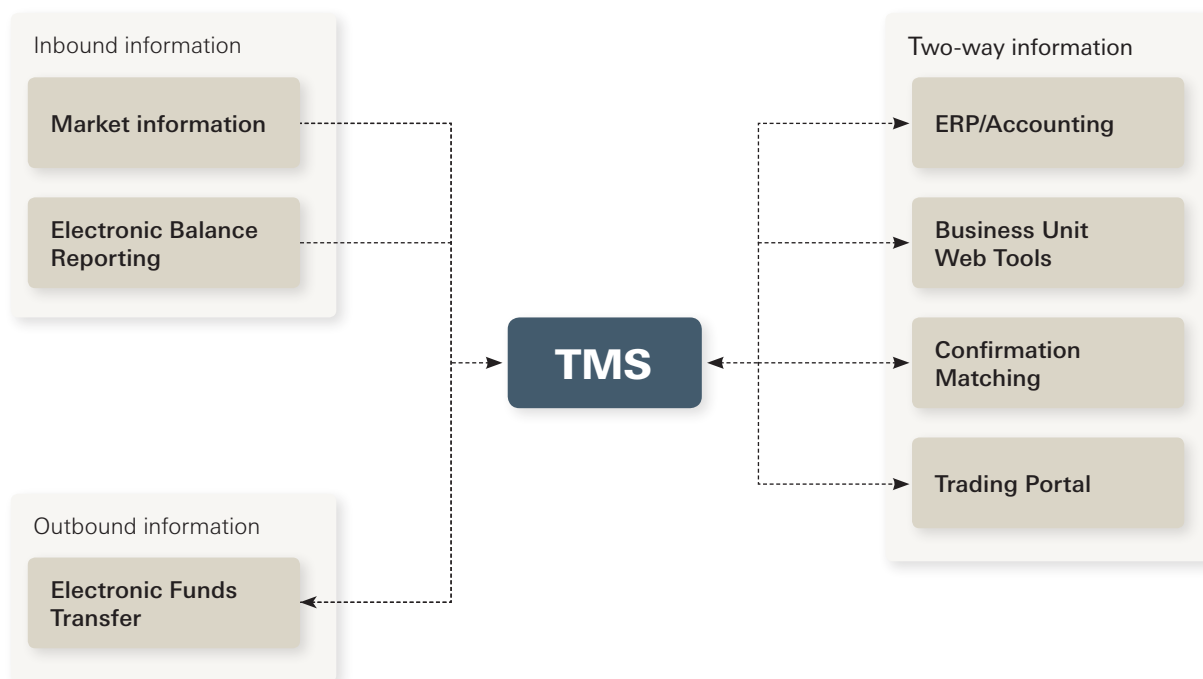 Inbound information
Market information
Electronic Balance
Reporting
Outbound information
Electronic Funds
Transfer
TMS
Two-way information
ERP/Accounting
Business Unit
Web Tools
Confirmation
Matching
Trading Portal